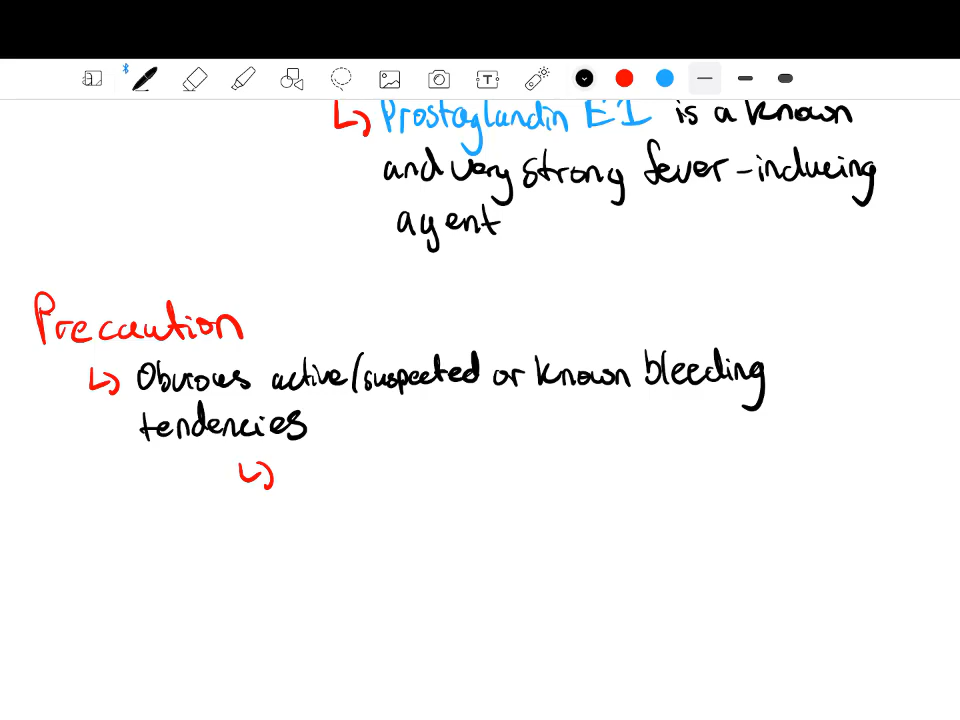 ↳ Prostaglandin E1 is a known
and very strong fever-inducing
agent
Precaution
↳ Obvious active/suspected or known bleeding
tendencies
↳